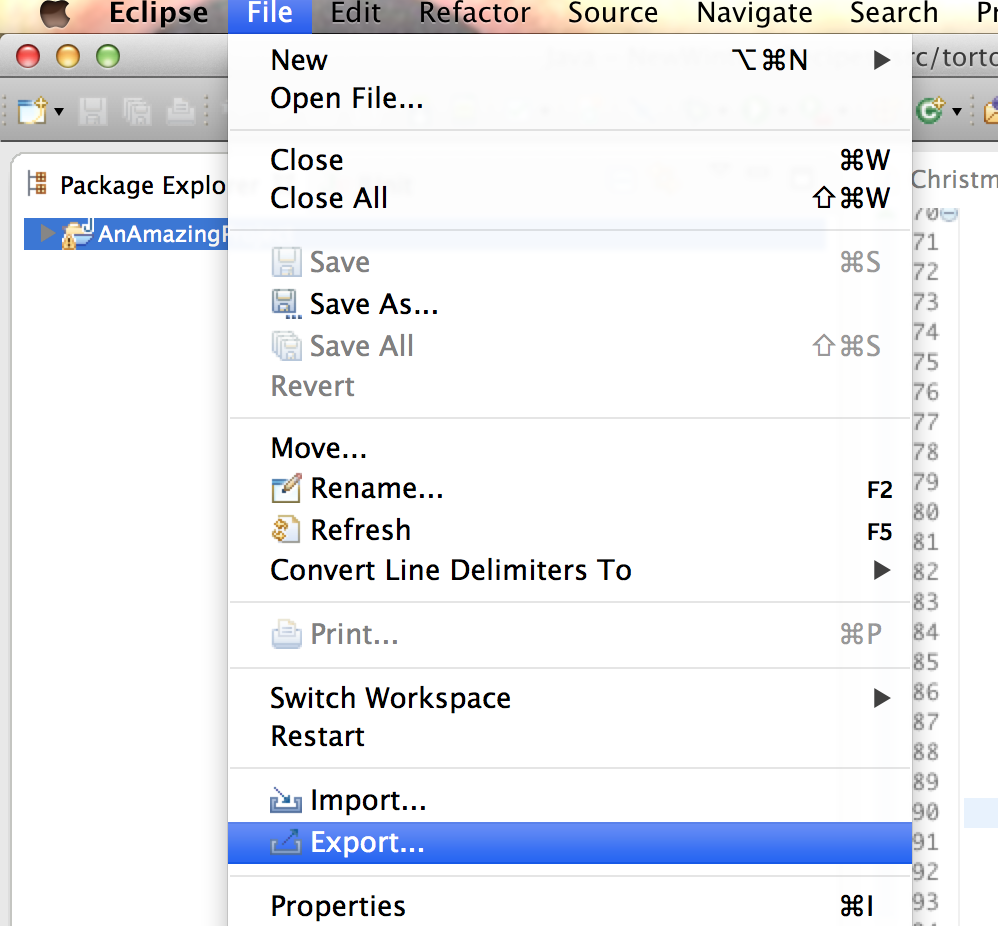 Eclipse File Edit Refactor Source Navigate Search
New ⌥⌘N ▶
Open File...
Close ⌘W
Close All ⇧⌘W
Save ⌘S
Save As...
Save All ⇧⌘S
Revert
Move...
Rename... F2
Refresh F5
Convert Line Delimiters To ▶
Print... ⌘P
Switch Workspace ▶
Restart
Import...
Export...
Properties ⌘I
Package Explo
AnAmazing
rc/torto
Christm
70
71
72
73
74
75
76
77
78
79
80
81
82
83
84
85
86
87
88
89
90
91
92
93